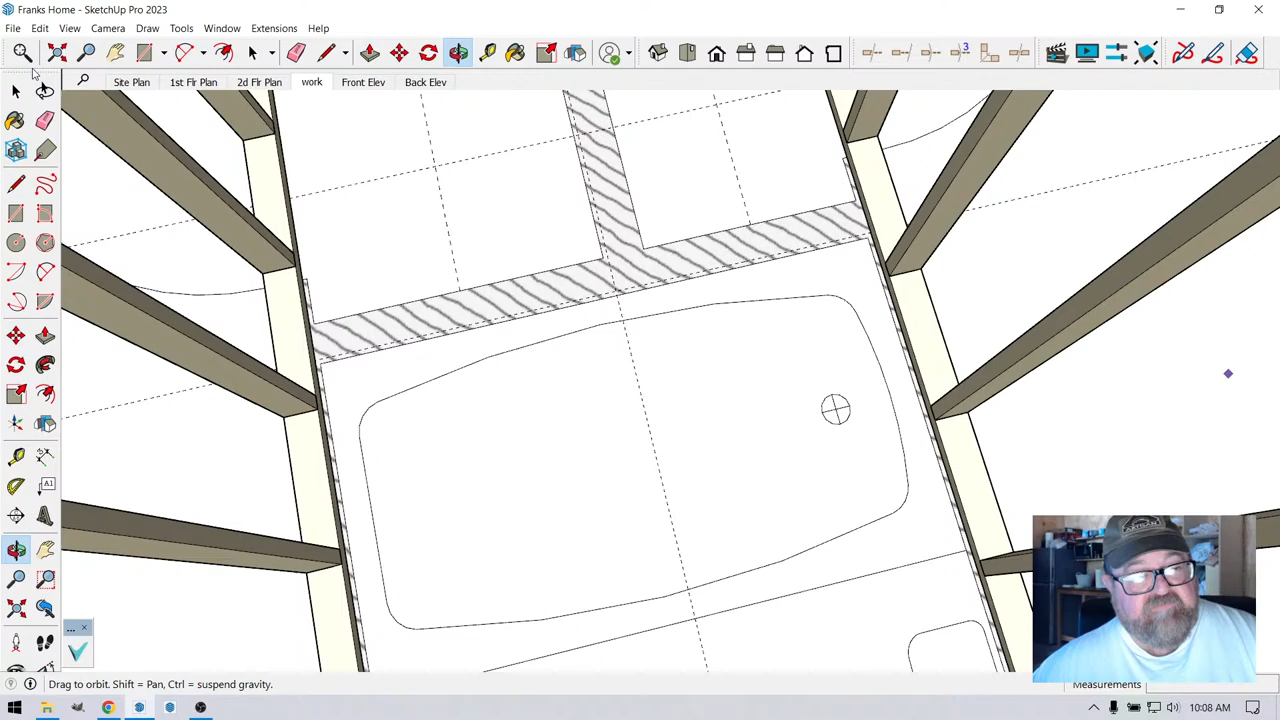 Franks Home - SketchUp Pro 2023
File Edit View Camera Draw Tools Window Extensions Help
3
Site Plan 1st Flr Plan 2d Flr Plan work Front Elev Back Elev
A1
...
Drag to orbit. Shift = Pan, Ctrl = suspend gravity.
Measurements
10:08 AM